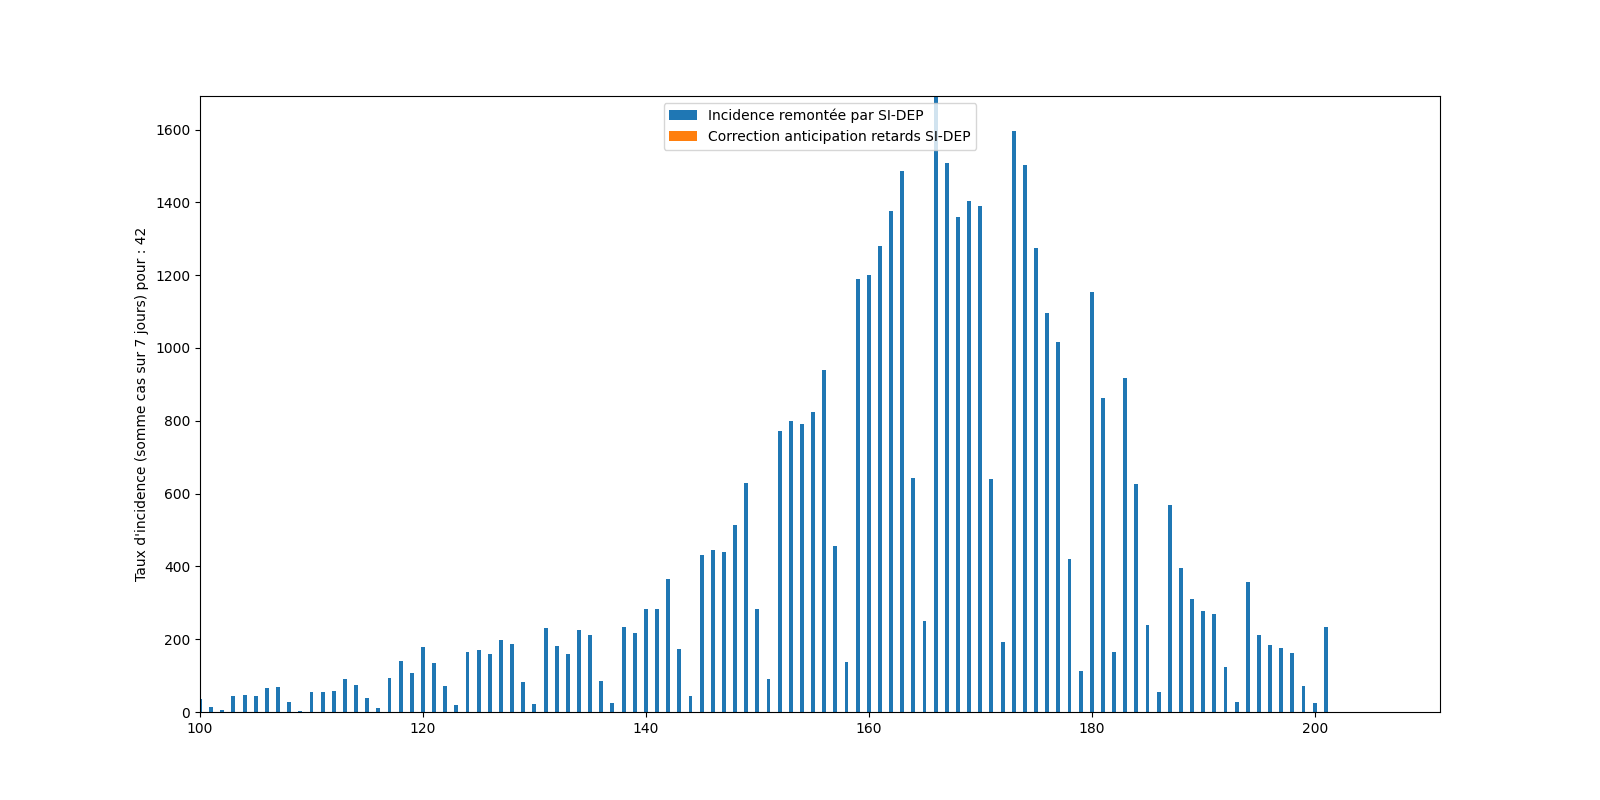 Incidence remontée par SI-DEP
Correction anticipation retards SI-DEP
Taux d'incidence (somme cas sur 7 jours) pour : 42
1600
1400
1200
1000
800
600
400
200
0
100 120 140 160 180 200